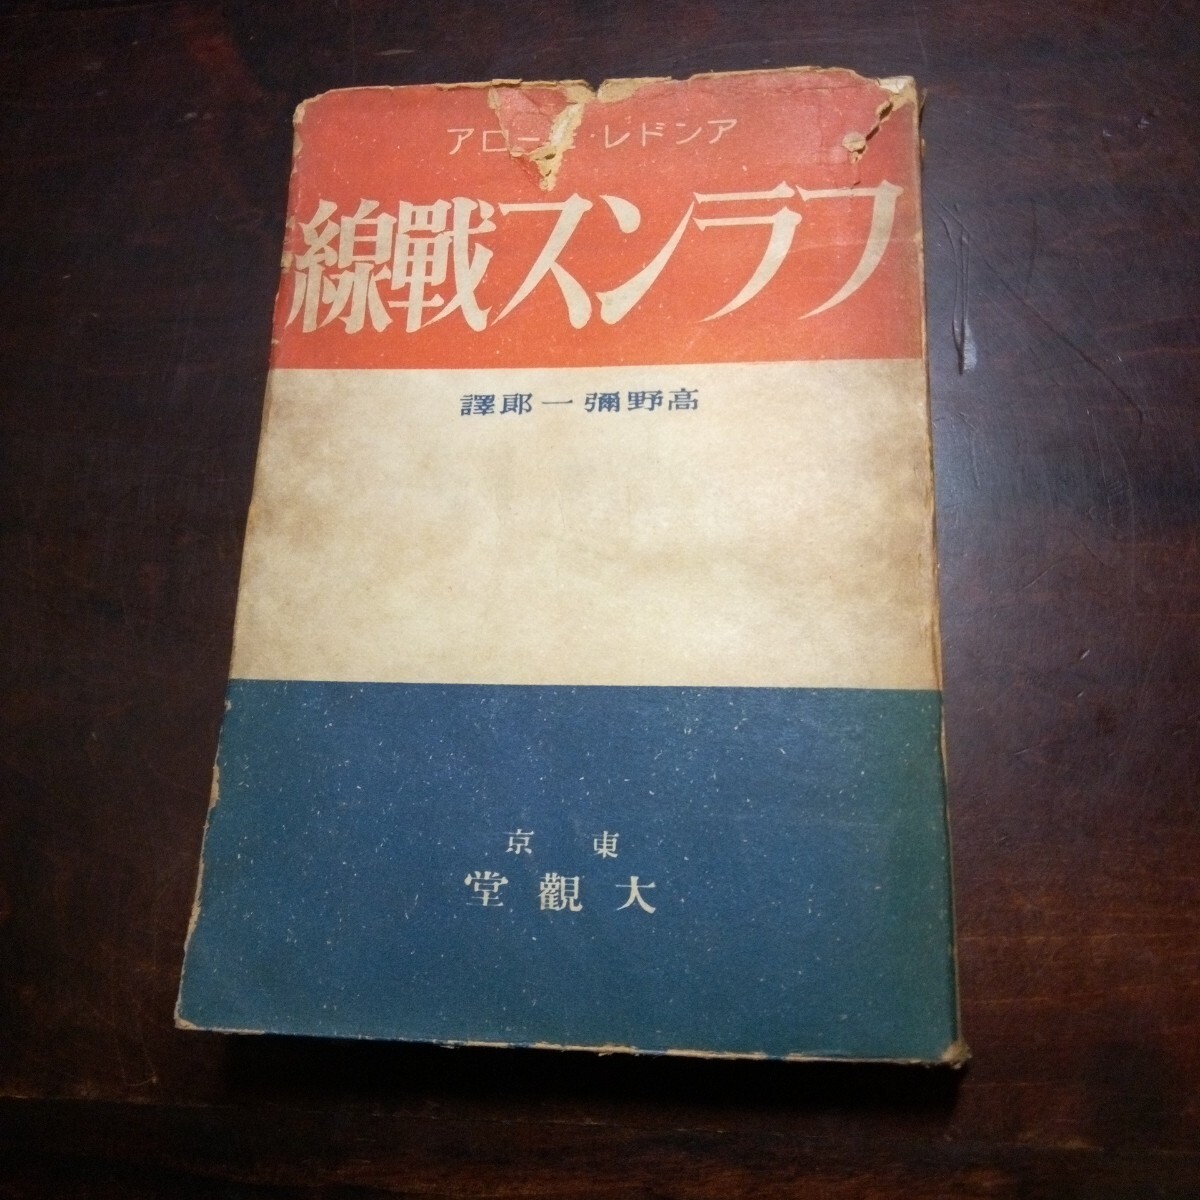 アンドレ・モーロア
フランス戰線
高野彌一郎譯
東京
大觀堂